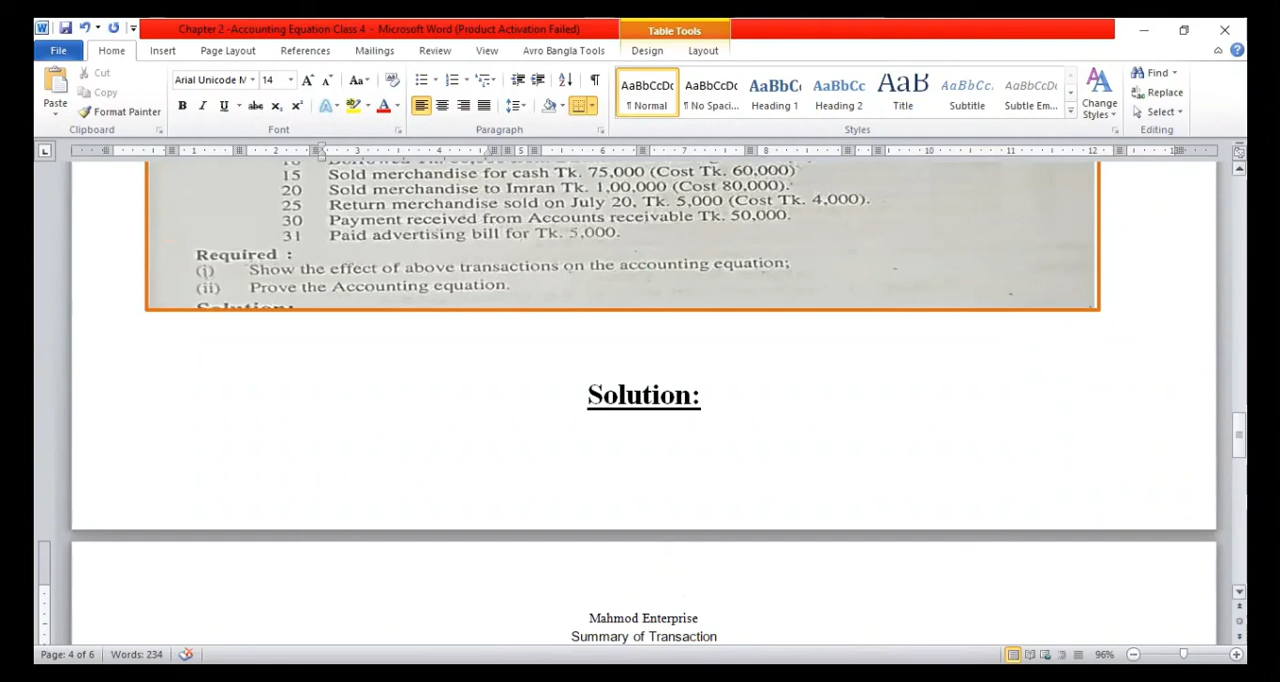 Chapter 2 -Accounting Equation Class 4 - Microsoft Word (Product Activation Failed)
Table Tools
File
Home
Insert
Page Layout
References
Mailings
Review
View
Avro Bangla Tools
Design
Layout
Paste
Cut
Copy
Format Painter
Clipboard
Arial Unicode M
14
Font
Paragraph
AaBbCcDc
¶ Normal
AaBbCcDc
¶ No Spaci...
AaBbC
Heading 1
AaBbCc
Heading 2
AaB
Title
AaBbCc.
Subtitle
AaBbCcDc
Subtle Em...
Change
Styles
Styles
Find
Replace
Select
Editing
15 Sold merchandise for cash Tk. 75,000 (Cost Tk. 60,000)
20 Sold merchandise to Imran Tk. 1,00,000 (Cost 80,000).
25 Return merchandise sold on July 20, Tk. 5,000 (Cost Tk. 4,000).
30 Payment received from Accounts receivable Tk. 50,000.
31 Paid advertising bill for Tk. 5,000.
Required :
(i) Show the effect of above transactions on the accounting equation;
(ii) Prove the Accounting equation.
Solution:
Solution:
Mahmod Enterprise
Summary of Transaction
Page: 4 of 6
Words: 234
96%